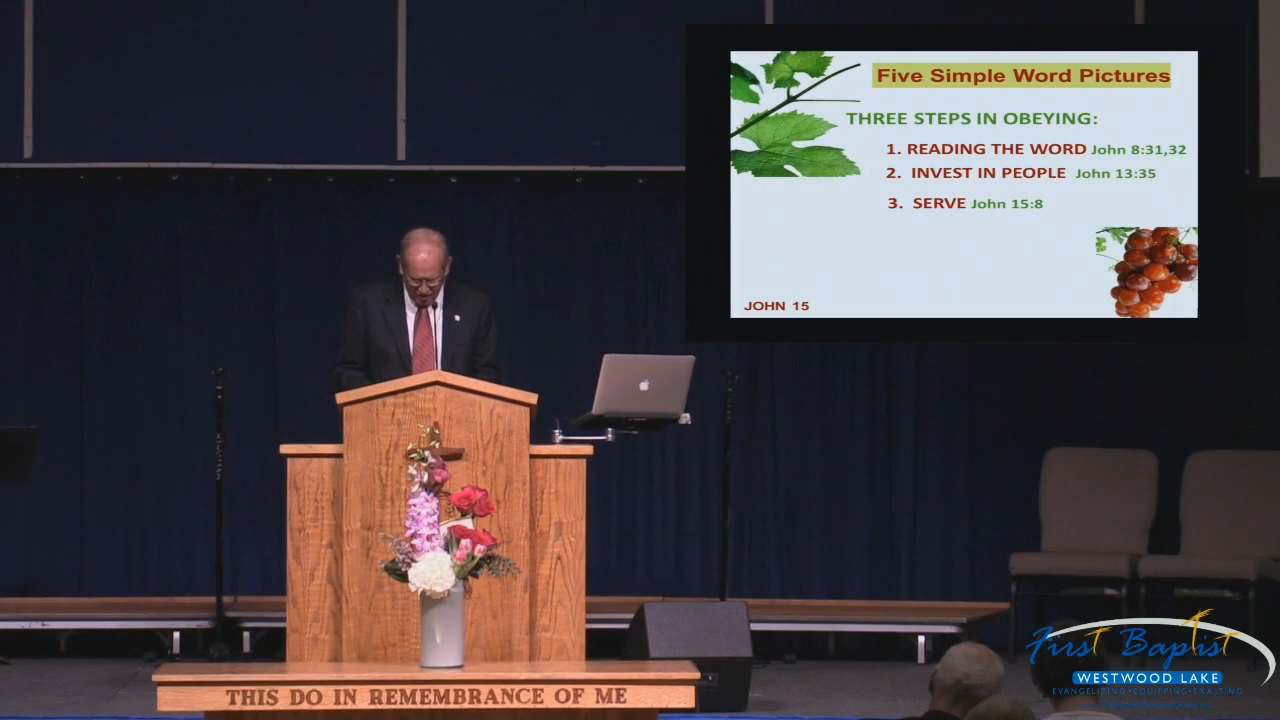 Five Simple Word Pictures
THREE STEPS IN OBEYING:
1. READING THE WORD John 8:31,32
2. INVEST IN PEOPLE John 13:35
3. SERVE John 15:8
JOHN 15
THIS DO IN REMEMBRANCE OF ME
First Baptist
WESTWOOD LAKE
EVANGELIZING • EQUIPPING • EXALTING